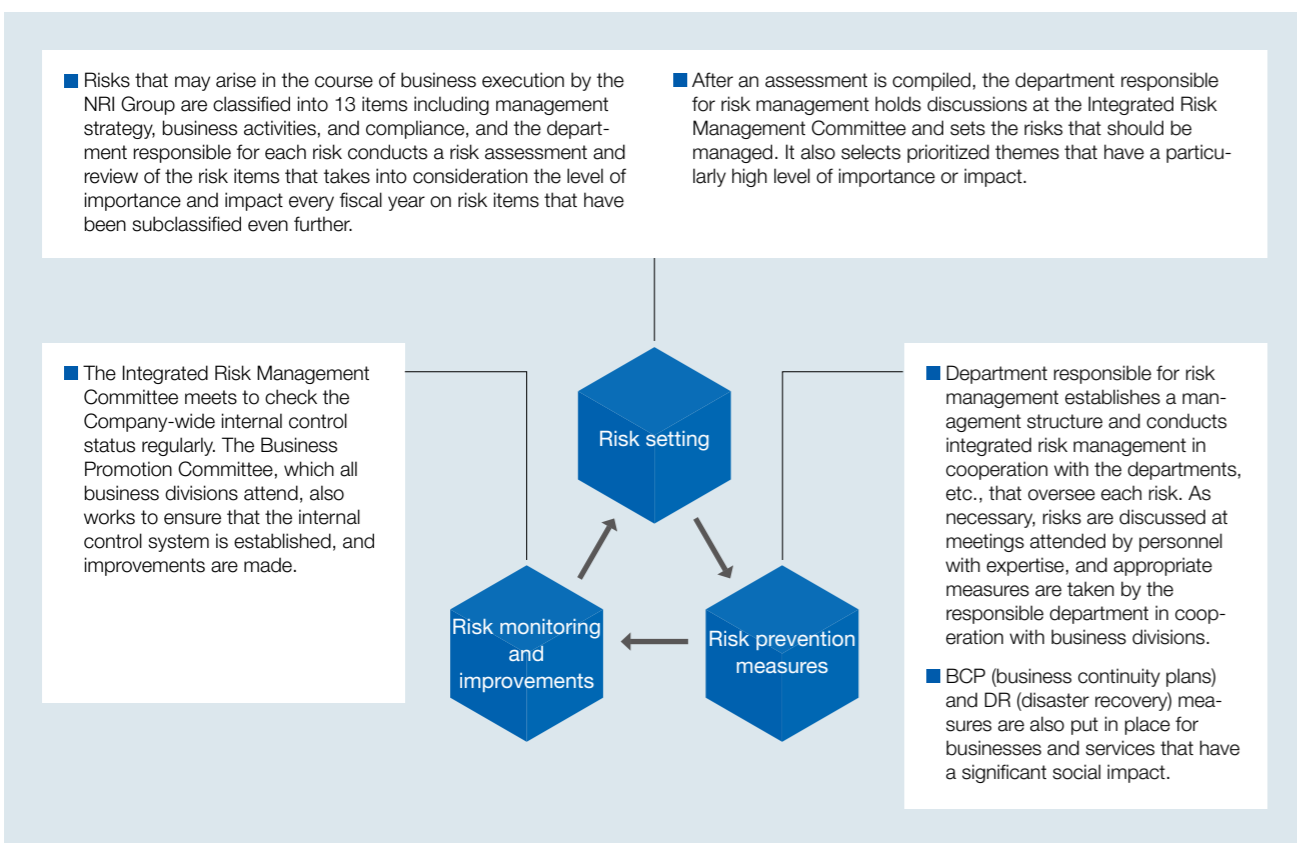 Risks that may arise in the course of business execution by the
NRI Group are classified into 13 items including management
strategy, business activities, and compliance, and the depart-
ment responsible for each risk conducts a risk assessment and
review of the risk items that takes into consideration the level of
importance and impact every fiscal year on risk items that have
been subclassified even further.
After an assessment is compiled, the department responsible
for risk management holds discussions at the Integrated Risk
Management Committee and sets the risks that should be
managed. It also selects prioritized themes that have a particu-
larly high level of importance or impact.
The Integrated Risk Management
Committee meets to check the
Company-wide internal control
status regularly. The Business
Promotion Committee, which all
business divisions attend, also
works to ensure that the internal
control system is established, and
improvements are made.
Risk setting
Risk monitoring
and
improvements
Risk prevention
measures
Department responsible for risk
management establishes a man-
agement structure and conducts
integrated risk management in
cooperation with the departments,
etc., that oversee each risk. As
necessary, risks are discussed at
meetings attended by personnel
with expertise, and appropriate
measures are taken by the
responsible department in coop-
eration with business divisions.
BCP (business continuity plans)
and DR (disaster recovery) mea-
sures are also put in place for
businesses and services that have
a significant social impact.